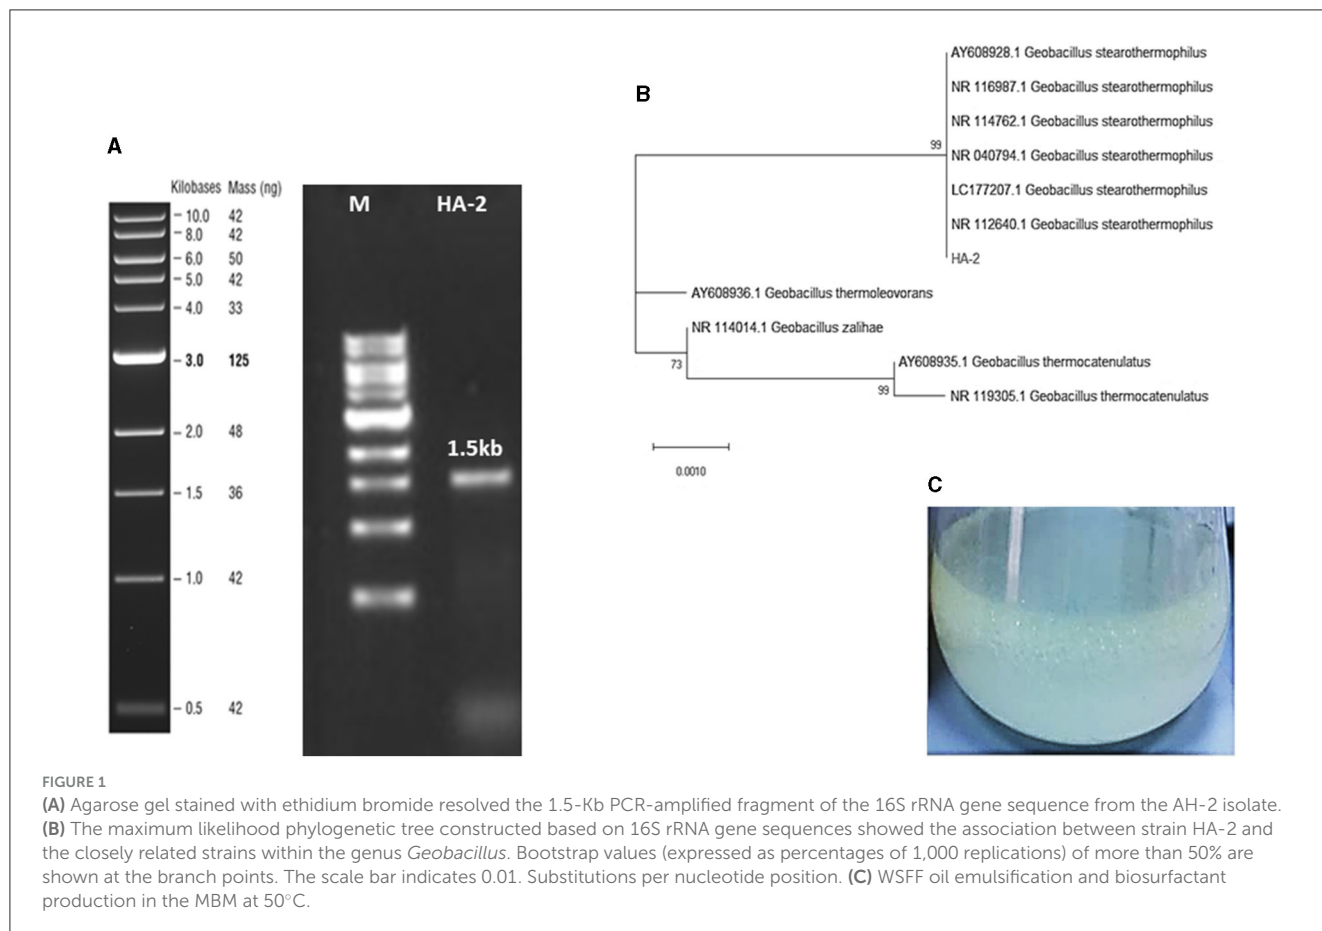 A
Kilobases Mass (ng)
10.0 42
8.0 42
6.0 50
5.0 42
4.0 33
3.0 125
2.0 48
1.5 36
1.0 42
0.5 42
M HA-2
1.5kb
B
AY608928.1 Geobacillus stearothermophilus
NR 116987.1 Geobacillus stearothermophilus
NR 114762.1 Geobacillus stearothermophilus
99
NR 040794.1 Geobacillus stearothermophilus
LC177207.1 Geobacillus stearothermophilus
NR 112640.1 Geobacillus stearothermophilus
HA-2
AY608936.1 Geobacillus thermoleovorans
NR 114014.1 Geobacillus zalihae
73
AY608935.1 Geobacillus thermocatenulatus
99
NR 119305.1 Geobacillus thermocatenulatus
0.0010
C
FIGURE 1
(A) Agarose gel stained with ethidium bromide resolved the 1.5-Kb PCR-amplified fragment of the 16S rRNA gene sequence from the AH-2 isolate.
(B) The maximum likelihood phylogenetic tree constructed based on 16S rRNA gene sequences showed the association between strain HA-2 and
the closely related strains within the genus Geobacillus. Bootstrap values (expressed as percentages of 1,000 replications) of more than 50% are
shown at the branch points. The scale bar indicates 0.01. Substitutions per nucleotide position. (C) WSFF oil emulsification and biosurfactant
production in the MBM at 50°C.